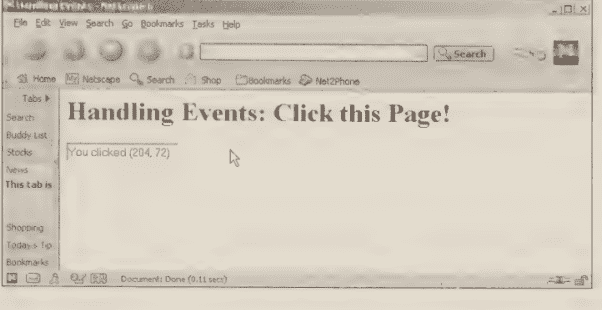 Handling Events - Netscape 6
File Edit View Search Go Bookmarks Tasks Help
Search
Home Netscape Search Shop Bookmarks Net2Phone
Tabs
Search
Buddy List
Stocks
News
This tab is
Shopping
Today's Tip
Bookmarks
Handling Events: Click this Page!
You clicked (204, 72)
Document: Done (0.11 secs)